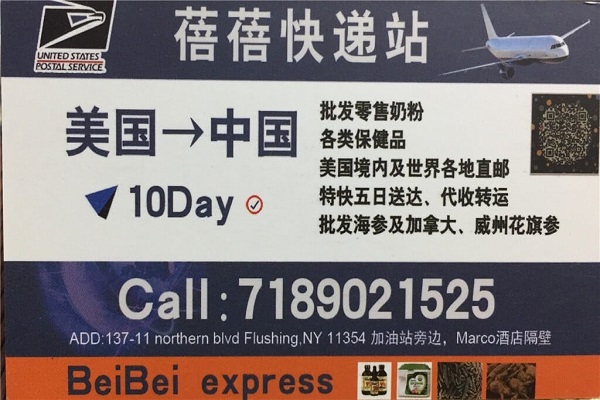 UNITED STATES
POSTAL SERVICE
蓓蓓快递站
美国→中国
10Day
批发零售奶粉
各类保健品
美国境内及世界各地直邮
特快五日送达、代收转运
批发海参及加拿大、威州花旗参
Call:7189021525
ADD:137-11 northern blvd Flushing,NY 11354 加油站旁边，Marco酒店隔壁
BeiBei express